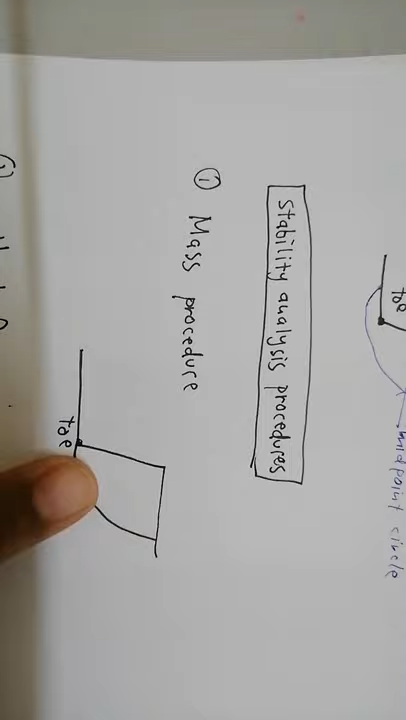 Toe
midpoint circle
Stability analysis procedures
① Mass procedure
Toe